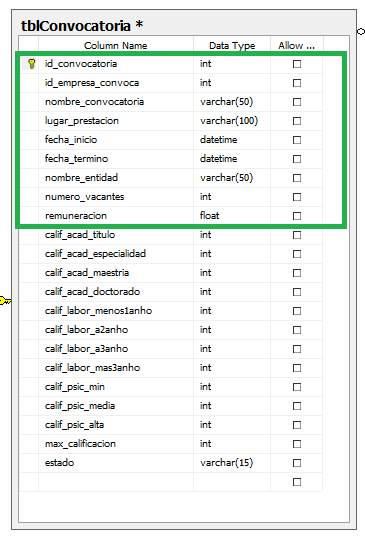 tblConvocatoria *
Column Name Data Type Allow ...
id_convocatoria int
id_empresa_convoca int
nombre_convocatoria varchar(50)
lugar_prestacion varchar(100)
fecha_inicio datetime
fecha_termino datetime
nombre_entidad varchar(50)
numero_vacantes int
remuneracion float
calif_acad_titulo int
calif_acad_especialidad int
calif_acad_maestria int
calif_acad_doctorado int
calif_labor_menos1anho int
calif_labor_a2anho int
calif_labor_a3anho int
calif_labor_mas3anho int
calif_psic_min int
calif_psic_media int
calif_psic_alta int
max_calificacion int
estado varchar(15)